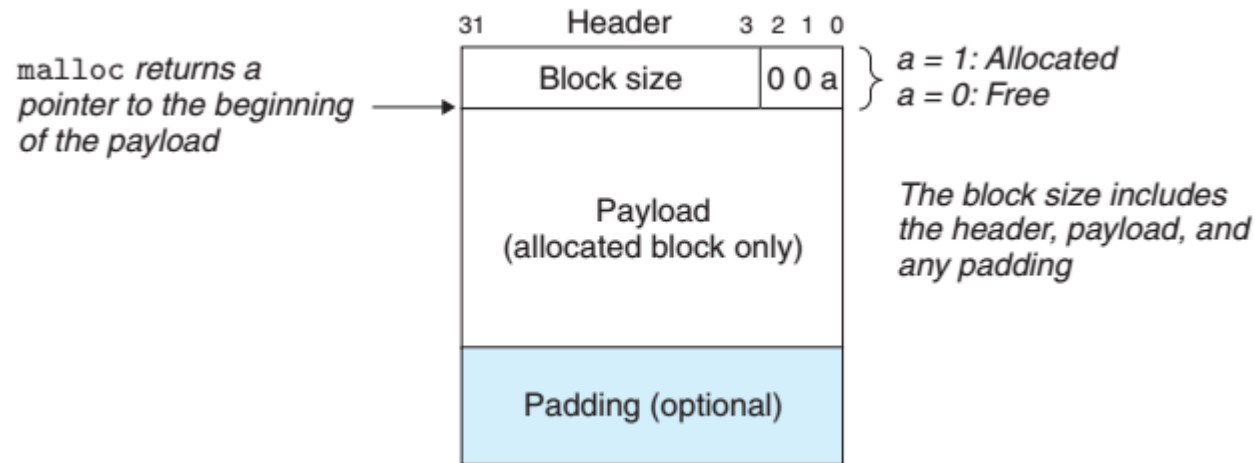 31 Header 3 2 1 0
malloc returns a
pointer to the beginning
of the payload
Block size
0 0 a
a = 1: Allocated
a = 0: Free
Payload
(allocated block only)
The block size includes
the header, payload, and
any padding
Padding (optional)